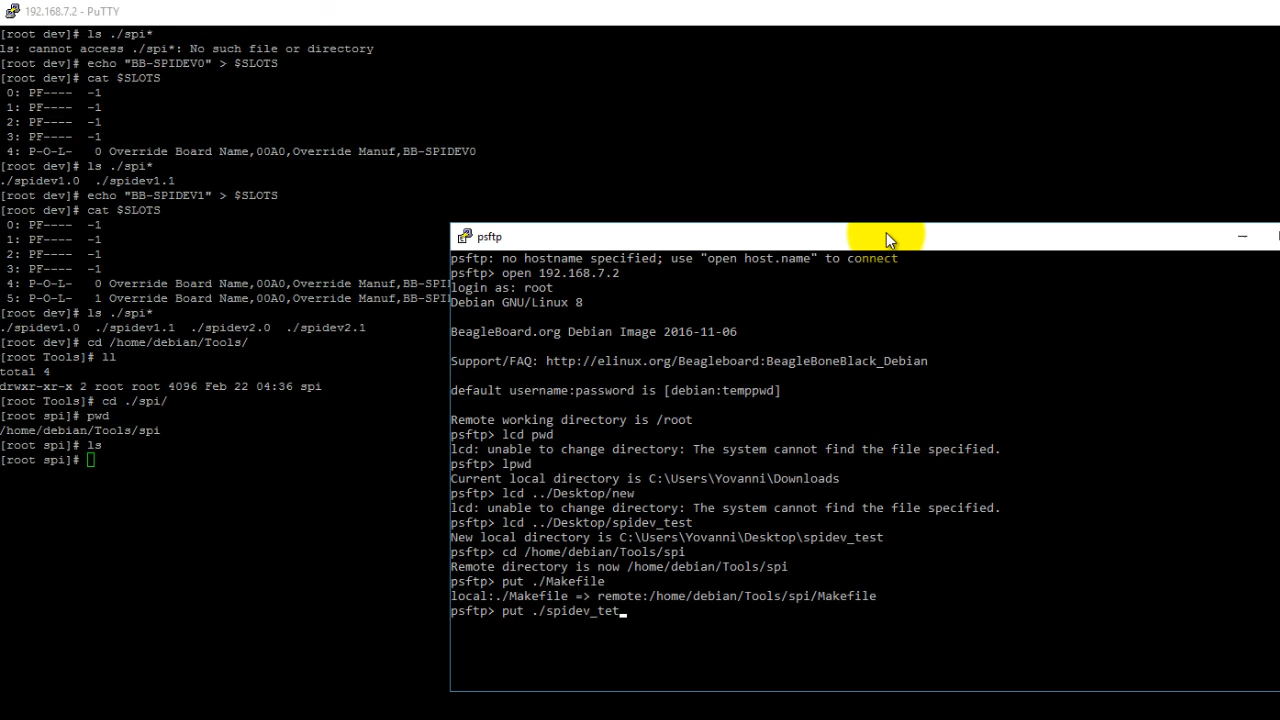 192.168.7.2 - PuTTY
[root dev]# ls ./spi*
ls: cannot access ./spi*: No such file or directory
[root dev]# echo "BB-SPIDEV0" > $SLOTS
[root dev]# cat $SLOTS
0: PF---- -1
1: PF---- -1
2: PF---- -1
3: PF---- -1
4: P-O-L- 0 Override Board Name,00A0,Override Manuf,BB-SPIDEV0
[root dev]# ls ./spi*
./spidev1.0 ./spidev1.1
[root dev]# echo "BB-SPIDEV1" > $SLOTS
[root dev]# cat $SLOTS
0: PF---- -1
1: PF---- -1
2: PF---- -1
3: PF---- -1
4: P-O-L- 0 Override Board Name,00A0,Override Manuf,BB-SPI
5: P-O-L- 1 Override Board Name,00A0,Override Manuf,BB-SPI
[root dev]# ls ./spi*
./spidev1.0 ./spidev1.1 ./spidev2.0 ./spidev2.1
[root dev]# cd /home/debian/Tools/
[root Tools]# ll
total 4
drwxr-xr-x 2 root root 4096 Feb 22 04:36 spi
[root Tools]# cd ./spi/
[root spi]# pwd
/home/debian/Tools/spi
[root spi]# ls
[root spi]#
psftp
psftp: no hostname specified; use "open host.name" to connect
psftp> open 192.168.7.2
login as: root
Debian GNU/Linux 8
BeagleBoard.org Debian Image 2016-11-06
Support/FAQ: http://elinux.org/Beagleboard:BeagleBoneBlack_Debian
default username:password is [debian:temppwd]
Remote working directory is /root
psftp> lcd pwd
lcd: unable to change directory: The system cannot find the file specified.
psftp> lpwd
Current local directory is C:\Users\Yovanni\Downloads
psftp> lcd ../Desktop/new
lcd: unable to change directory: The system cannot find the file specified.
psftp> lcd ../Desktop/spidev_test
New local directory is C:\Users\Yovanni\Desktop\spidev_test
psftp> cd /home/debian/Tools/spi
Remote directory is now /home/debian/Tools/spi
psftp> put ./Makefile
local:./Makefile => remote:/home/debian/Tools/spi/Makefile
psftp> put ./spidev_tet